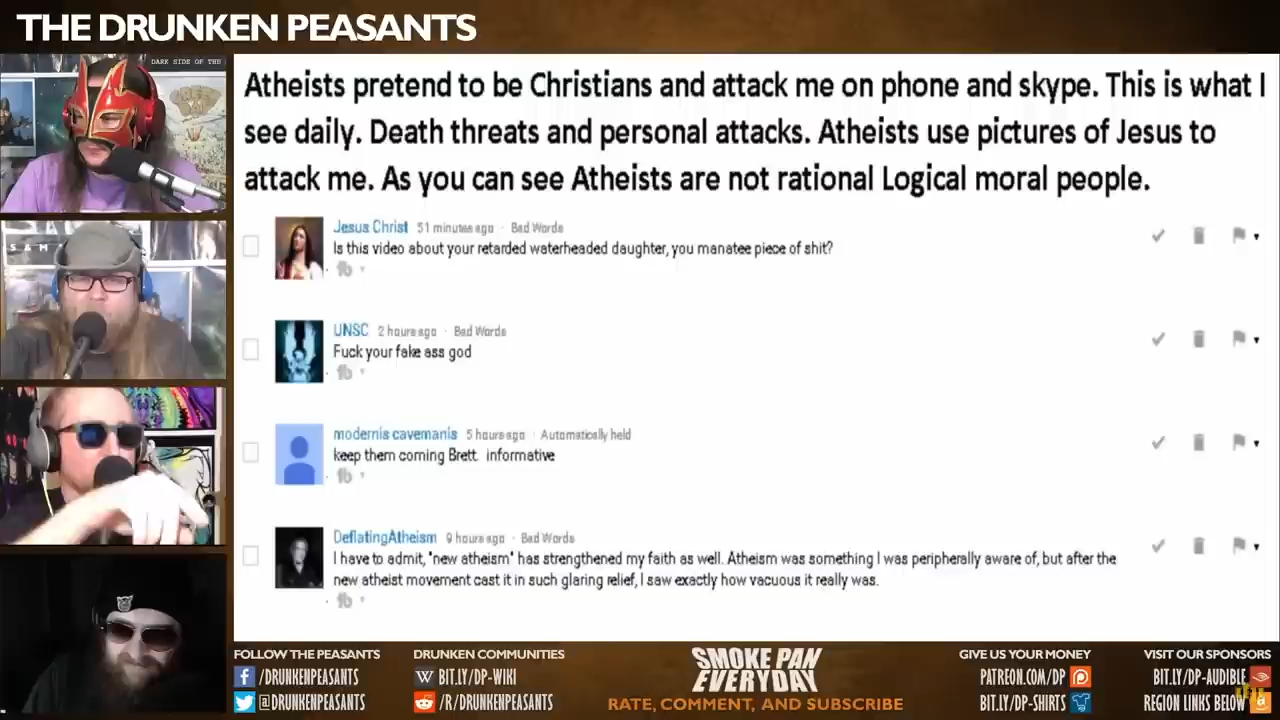 THE DRUNKEN PEASANTS
DARK SIDE OF THE
S & M
Atheists pretend to be Christians and attack me on phone and skype. This is what I
see daily. Death threats and personal attacks. Atheists use pictures of Jesus to
attack me. As you can see Atheists are not rational Logical moral people.
Jesus Christ 51 minutes ago · Bad Words
Is this video about your retarded waterheaded daughter, you manatee piece of shit?
UNSC 2 hours ago · Bad Words
Fuck your fake ass god
modernis cavemanis 5 hours ago · Automatically held
keep them coming Brett. informative
DeflatingAtheism 9 hours ago · Bad Words
I have to admit, "new atheism" has strengthened my faith as well. Atheism was something I was peripherally aware of, but after the
new atheist movement cast it in such glaring relief, I saw exactly how vacuous it really was.
FOLLOW THE PEASANTS
/DRUNKENPEASANTS
@DRUNKENPEASANTS
DRUNKEN COMMUNITIES
BIT.LY/DP-WIKI
/R/DRUNKENPEASANTS
SMOKE PAN
EVERYDAY
RATE, COMMENT, AND SUBSCRIBE
GIVE US YOUR MONEY
PATREON.COM/DP
BIT.LY/DP-SHIRTS
VISIT OUR SPONSORS
BIT.LY/DP-AUDIBLE
REGION LINKS BELOW